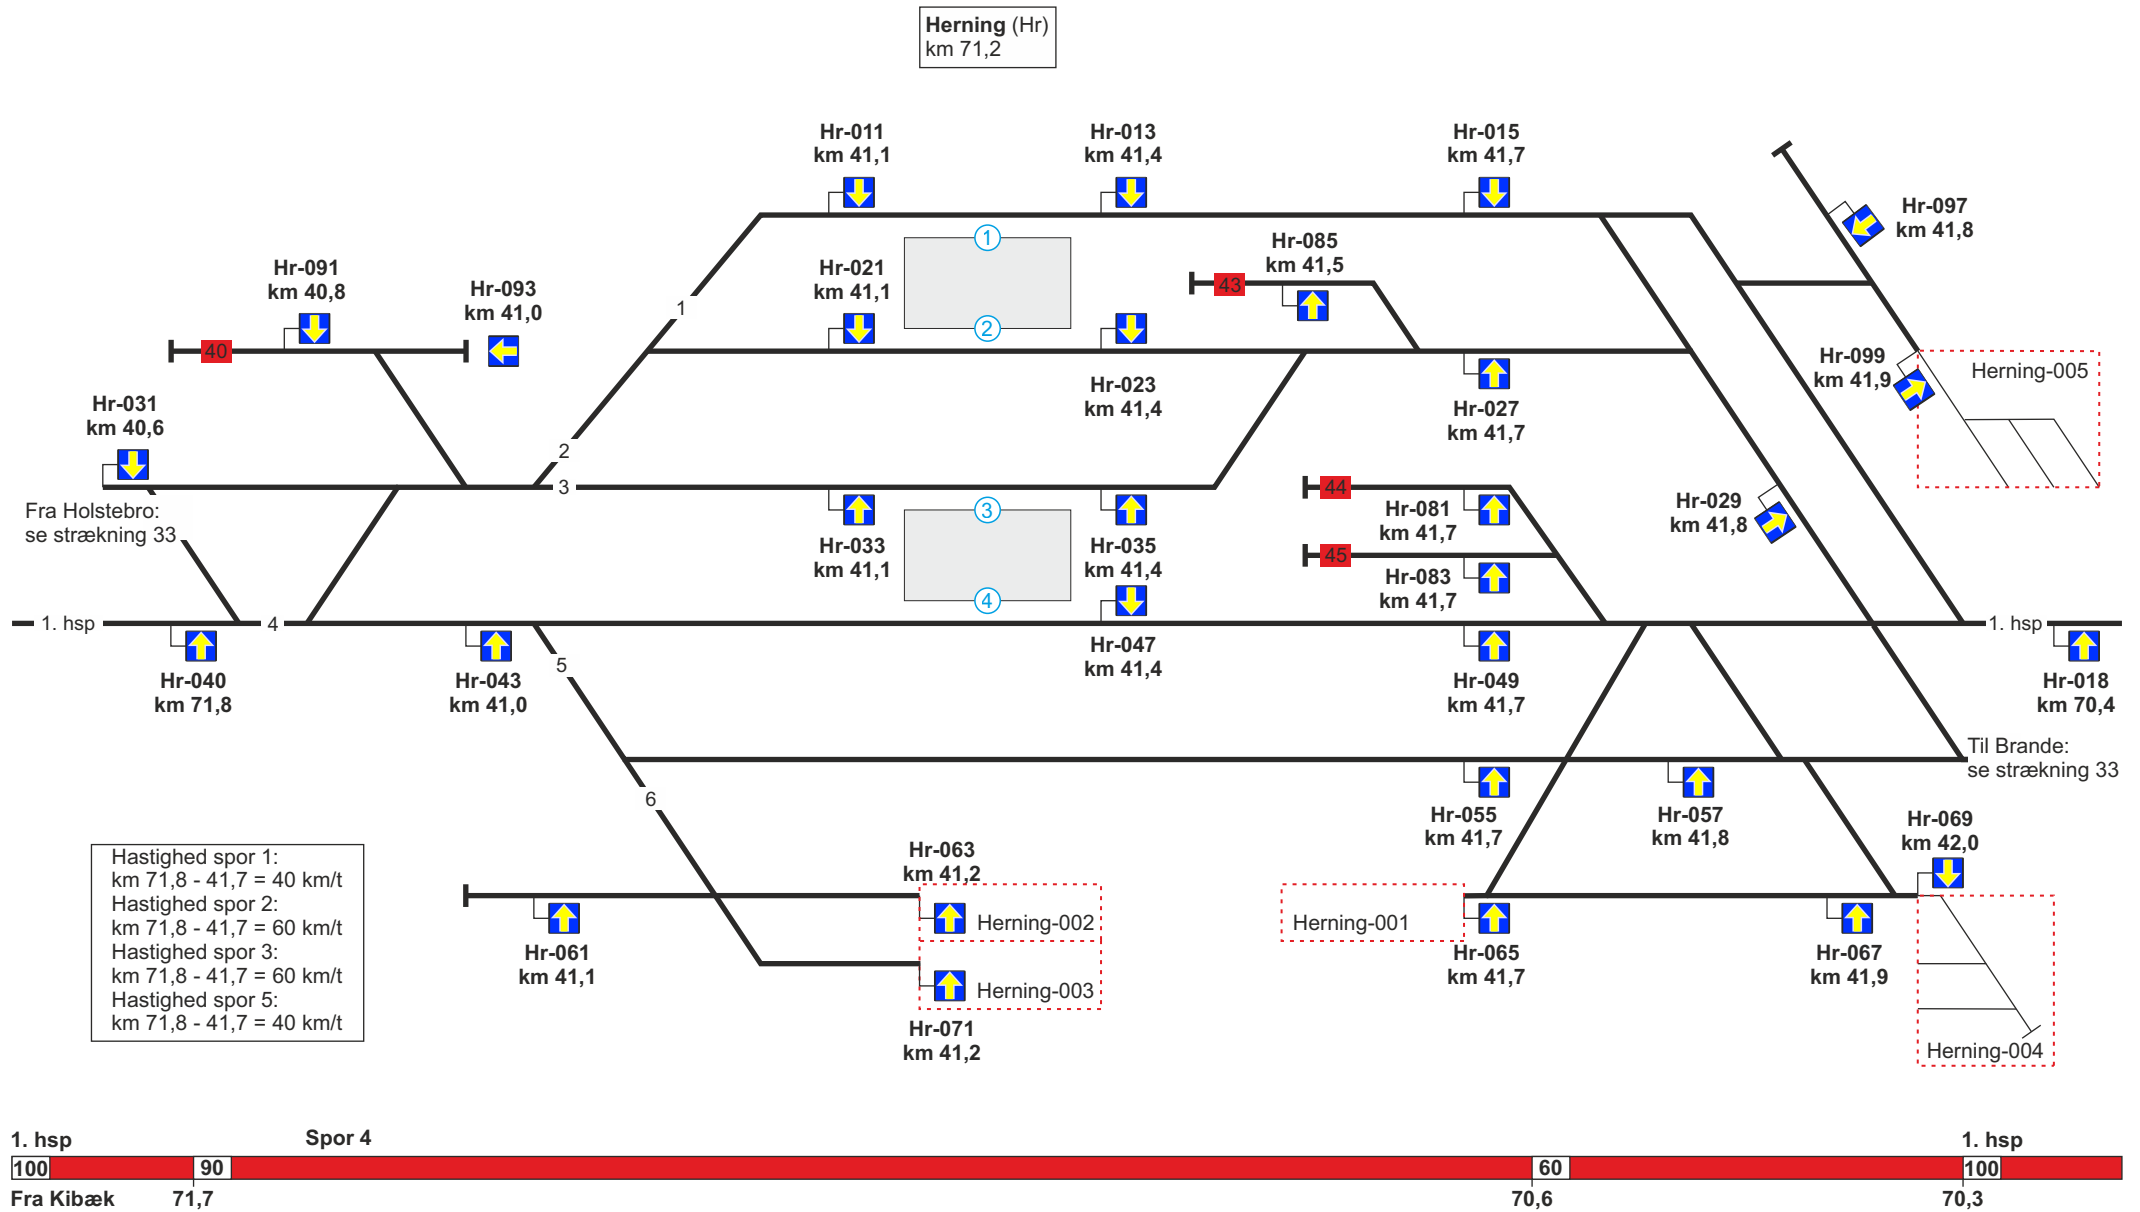 Herning (Hr)
km 71,2
Hr-011
km 41,1
Hr-013
km 41,4
Hr-015
km 41,7
Hr-097
km 41,8
1
Hr-085
km 41,5
43
Hr-091
km 40,8
Hr-093
km 41,0
Hr-021
km 41,1
1
2
40
Hr-023
km 41,4
Hr-027
km 41,7
Hr-099
km 41,9
Herning-005
Hr-031
km 40,6
2
3
Fra Holstebro:
se strækning 33
Hr-033
km 41,1
3
4
Hr-035
km 41,4
44
Hr-081
km 41,7
45
Hr-083
km 41,7
Hr-029
km 41,8
1. hsp
4
1. hsp
Hr-040
km 71,8
Hr-043
km 41,0
5
Hr-047
km 41,4
Hr-049
km 41,7
Hr-018
km 70,4
6
Til Brande:
se strækning 33
Hr-055
km 41,7
Hr-057
km 41,8
Hr-069
km 42,0
Hastighed spor 1:
km 71,8 - 41,7 = 40 km/t
Hastighed spor 2:
km 71,8 - 41,7 = 60 km/t
Hastighed spor 3:
km 71,8 - 41,7 = 60 km/t
Hastighed spor 5:
km 71,8 - 41,7 = 40 km/t
Hr-061
km 41,1
Hr-063
km 41,2
Herning-002
Herning-003
Hr-071
km 41,2
Herning-001
Hr-065
km 41,7
Hr-067
km 41,9
Herning-004
1. hsp
Spor 4
1. hsp
100
90
60
100
Fra Kibæk
71,7
70,6
70,3